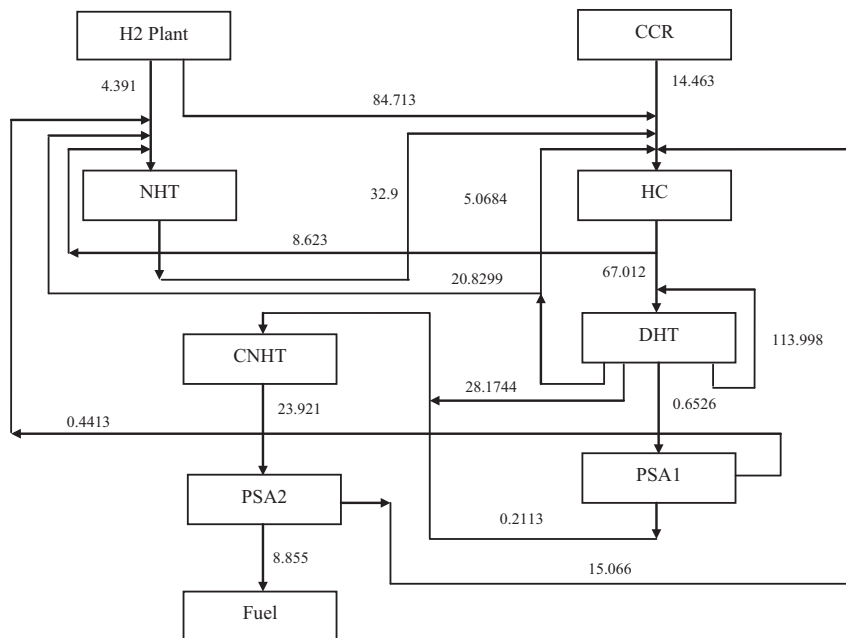 H2 Plant
CCR
4.391
14.463
84.713
NHT
32.9
5.0684
HC
8.623
67.012
20.8299
CNHT
DHT
113.998
28.1744
23.921
0.6526
0.4413
PSA1
PSA2
0.2113
8.855
15.066
Fuel